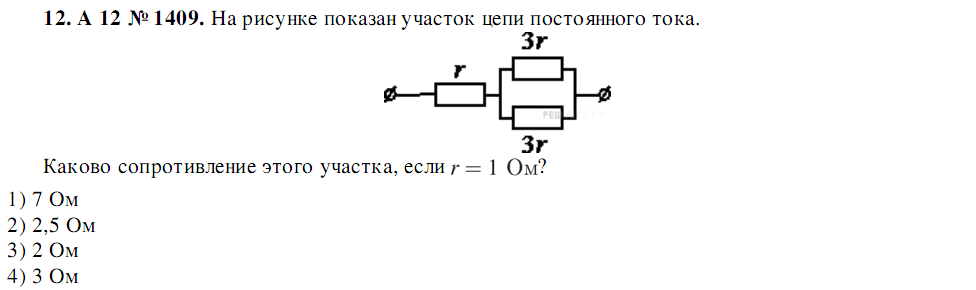 12. A 12 № 1409. На рисунке показан участок цепи постоянного тока.
3r
r
РЕШ
3r
Каково сопротивление этого участка, если r = 1 Ом?
1) 7 Ом
2) 2,5 Ом
3) 2 Ом
4) 3 Ом